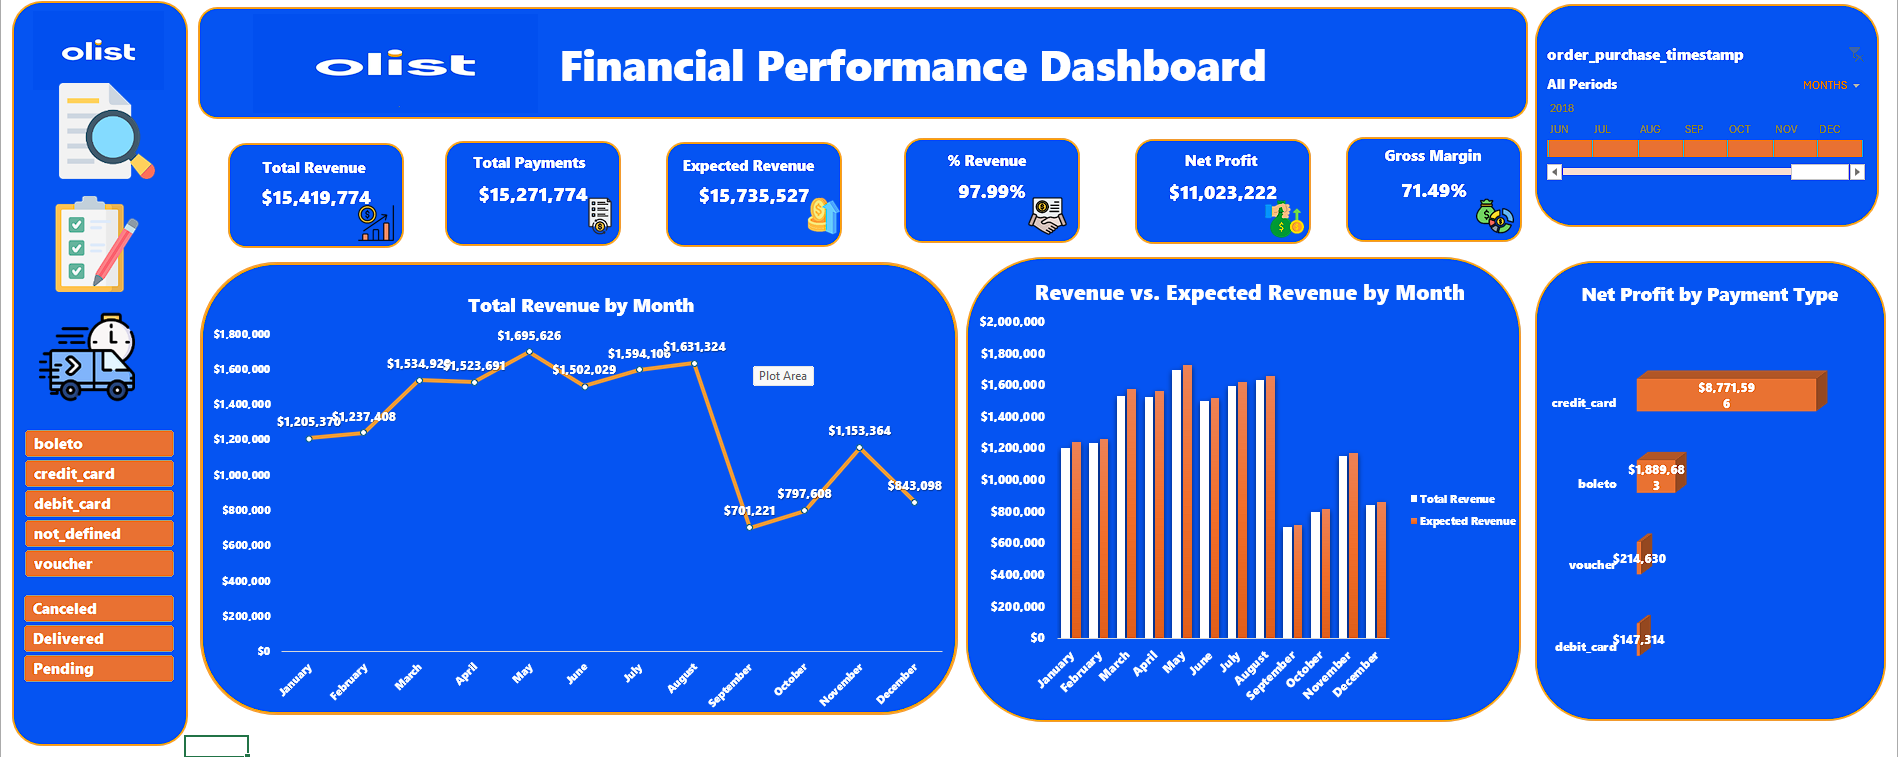 olist
boleto
credit_card
debit_card
not_defined
voucher
Canceled
Delivered
Pending
olist
Financial Performance Dashboard
order_purchase_timestamp
All Periods
MONTHS
2018
JUN JUL AUG SEP OCT NOV DEC
Total Revenue
$15,419,774
Total Payments
$15,271,774
Expected Revenue
$15,735,527
% Revenue
97.99%
Net Profit
$11,023,222
Gross Margin
71.49%
Total Revenue by Month
$1,800,000
$1,600,000
$1,400,000
$1,200,000
$1,000,000
$800,000
$600,000
$400,000
$200,000
$0
$1,205,370
$1,237,408
$1,534,929
$1,523,691
$1,695,626
$1,502,029
$1,594,106
$1,631,324
$701,221
$797,608
$1,153,364
$843,098
Plot Area
January
February
March
April
May
June
July
August
September
October
November
December
Revenue vs. Expected Revenue by Month
$2,000,000
$1,800,000
$1,600,000
$1,400,000
$1,200,000
$1,000,000
$800,000
$600,000
$400,000
$200,000
$0
January
February
March
April
May
June
July
August
September
October
November
December
Total Revenue
Expected Revenue
Net Profit by Payment Type
credit_card
$8,771,59
6
boleto
$1,889,68
3
voucher
$214,630
debit_card
$147,314